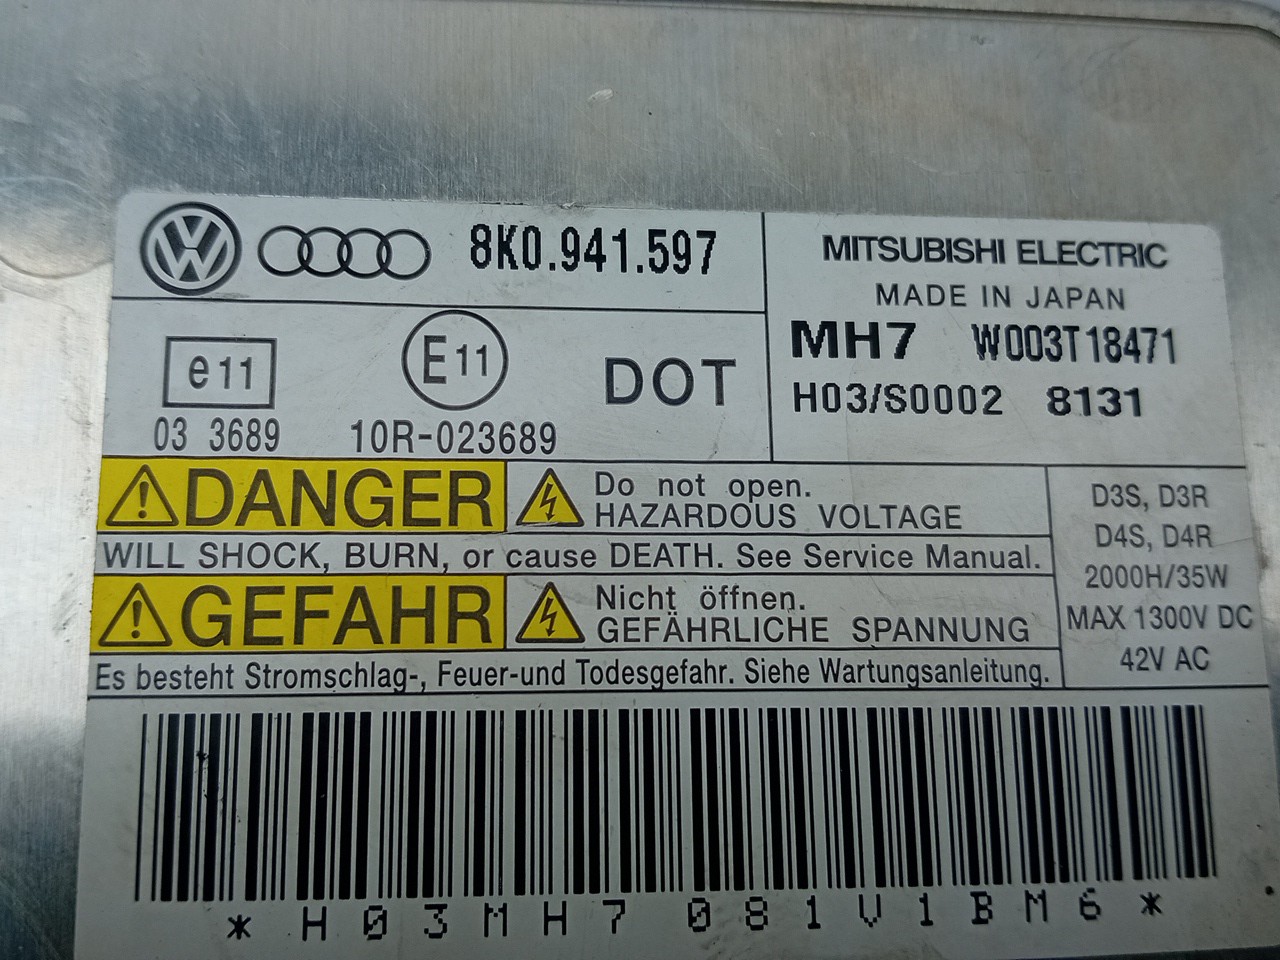 8K0.941.597
MITSUBISHI ELECTRIC
MADE IN JAPAN
MH7 W003T18471
H03/S0002 8131
e11
E11
DOT
03 3689 10R-023689
DANGER
Do not open.
HAZARDOUS VOLTAGE
WILL SHOCK, BURN, or cause DEATH. See Service Manual.
GEFAHR
Nicht öffnen.
GEFÄHRLICHE SPANNUNG
Es besteht Stromschlag-, Feuer-und Todesgefahr. Siehe Wartungsanleitung.
D3S, D3R
D4S, D4R
2000H/35W
MAX 1300V DC
42V AC
*H03MH7081V1BM6*